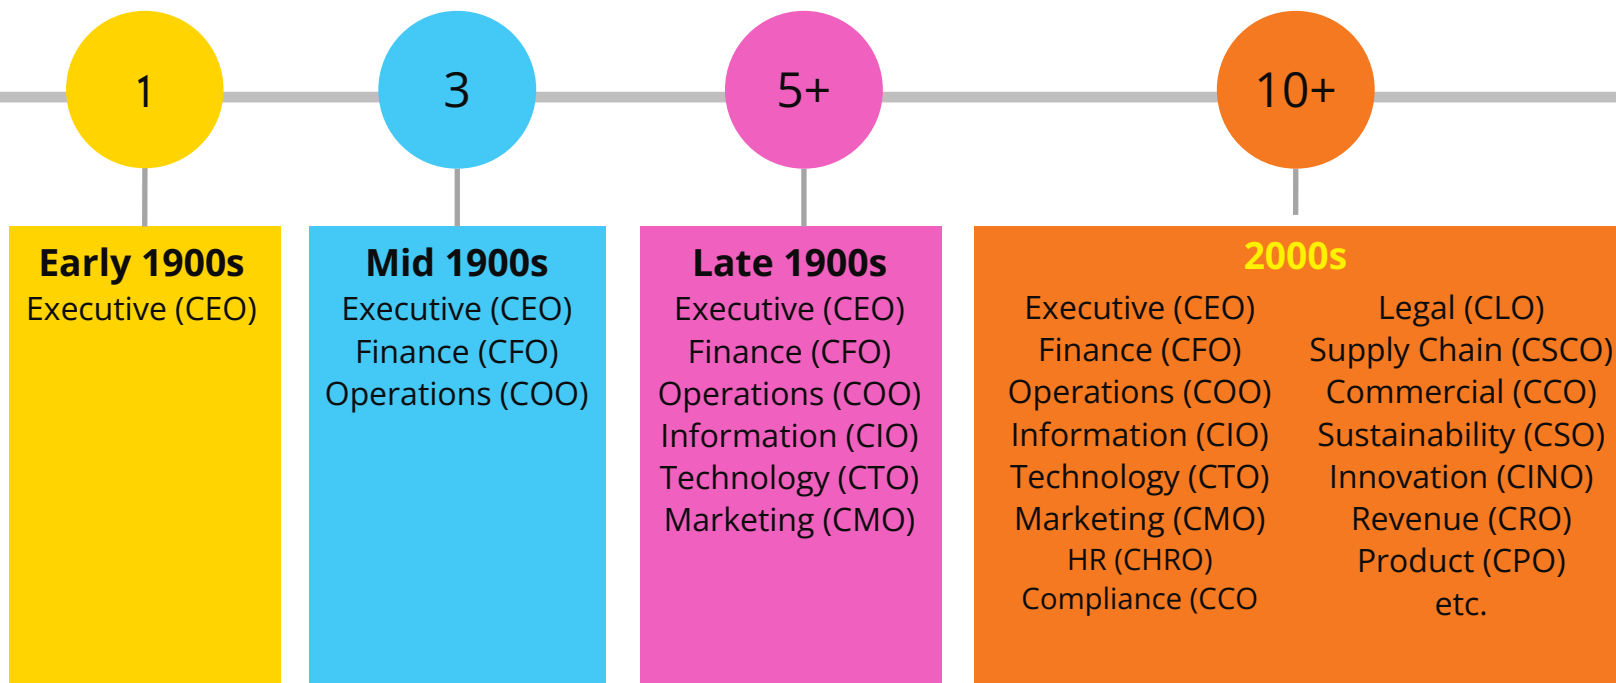 1
3
5+
10+
Early 1900s
Executive (CEO)
Mid 1900s
Executive (CEO)
Finance (CFO)
Operations (COO)
Late 1900s
Executive (CEO)
Finance (CFO)
Operations (COO)
Information (CIO)
Technology (CTO)
Marketing (CMO)
2000s
Executive (CEO)
Finance (CFO)
Operations (COO)
Information (CIO)
Technology (CTO)
Marketing (CMO)
HR (CHRO)
Compliance (CCO
Legal (CLO)
Supply Chain (CSCO)
Commercial (CCO)
Sustainability (CSO)
Innovation (CINO)
Revenue (CRO)
Product (CPO)
etc.